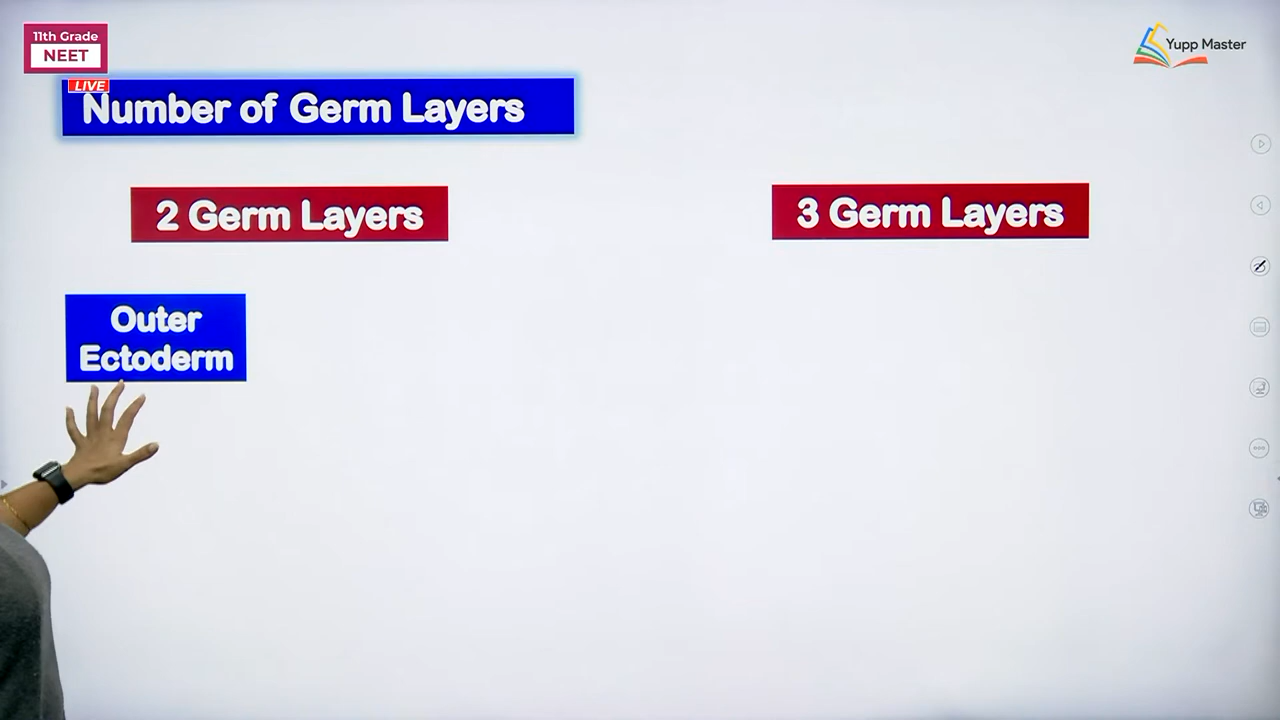 11th Grade
NEET
Yupp Master
LIVE
Number of Germ Layers
2 Germ Layers
3 Germ Layers
Outer
Ectoderm